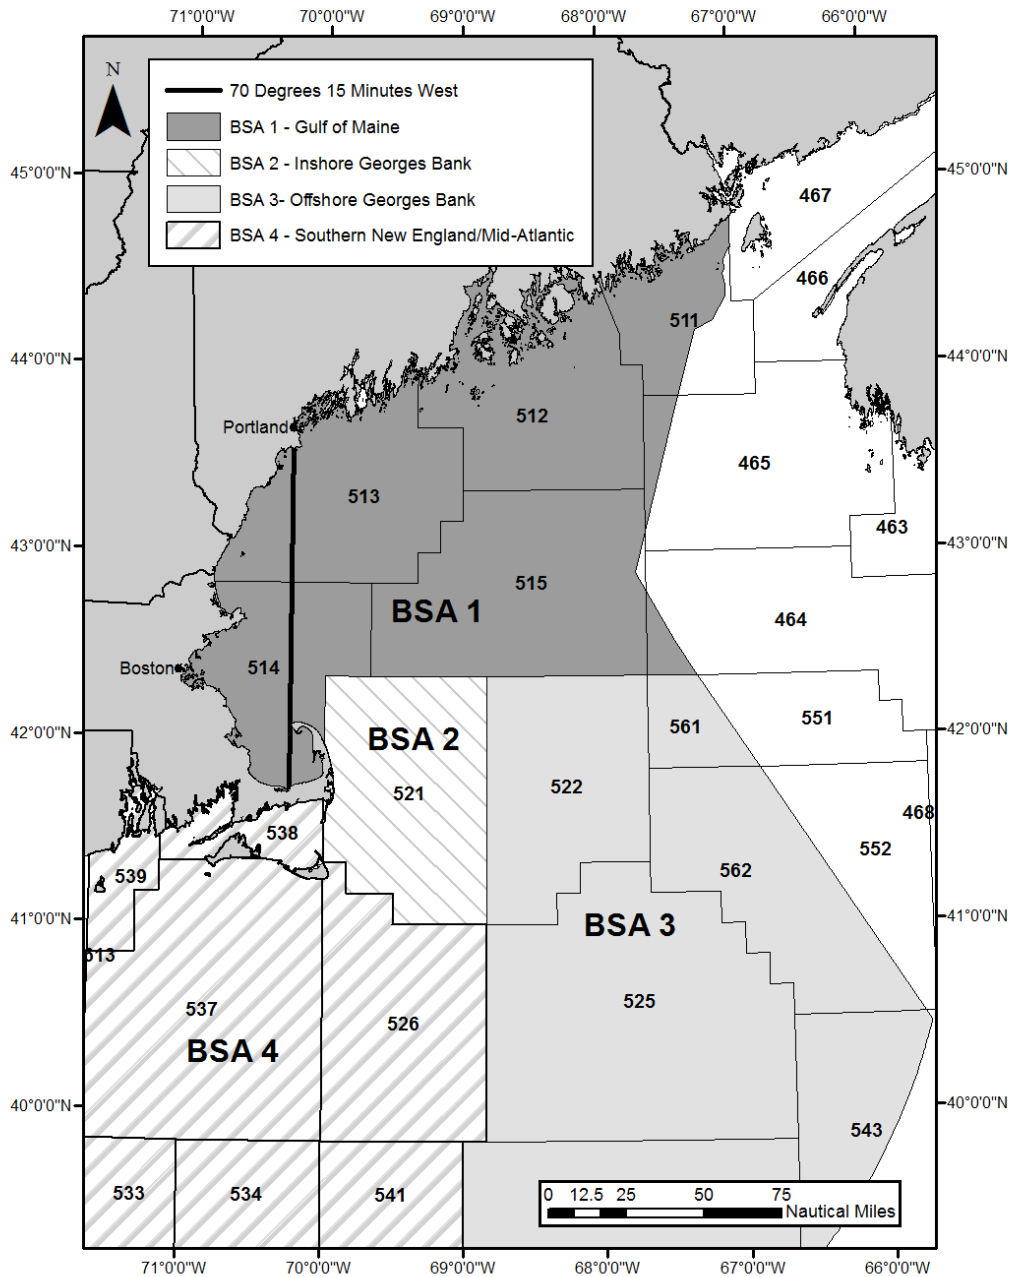 71°0'0"W 70°0'0"W 69°0'0"W 68°0'0"W 67°0'0"W 66°0'0"W
N
70 Degrees 15 Minutes West
BSA 1 - Gulf of Maine
BSA 2 - Inshore Georges Bank
BSA 3- Offshore Georges Bank
BSA 4 - Southern New England/Mid-Atlantic
45°0'0"N 45°0'0"N
467
466
511
44°0'0"N 44°0'0"N
512
Portland
465
513
463
43°0'0"N 43°0'0"N
515
BSA 1
464
Boston 514
551
42°0'0"N 561 42°0'0"N
BSA 2
522
521
468
538
552
562
539
41°0'0"N 41°0'0"N
BSA 3
613
525
537
526
BSA 4
40°0'0"N 40°0'0"N
543
533 534 541
0 12.5 25 50 75
Nautical Miles
71°0'0"W 70°0'0"W 69°0'0"W 68°0'0"W 67°0'0"W 66°0'0"W